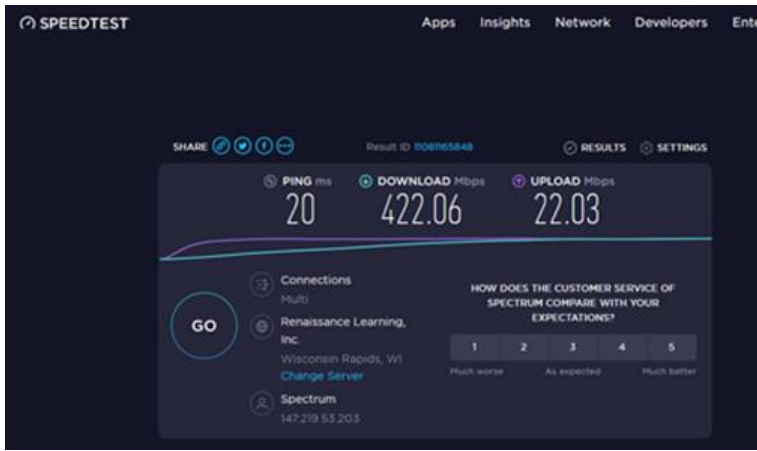 SPEEDTEST
Apps Insights Network Developers Ente
SHARE
Result ID 11081165848
RESULTS SETTINGS
PING ms
20
DOWNLOAD Mbps
422.06
UPLOAD Mbps
22.03
GO
Connections
Multi
Renaissance Learning,
Inc.
Wisconsin Rapids, WI
Change Server
Spectrum
147.219.53.203
HOW DOES THE CUSTOMER SERVICE OF
SPECTRUM COMPARE WITH YOUR
EXPECTATIONS?
1 2 3 4 5
Much worse As expected Much better